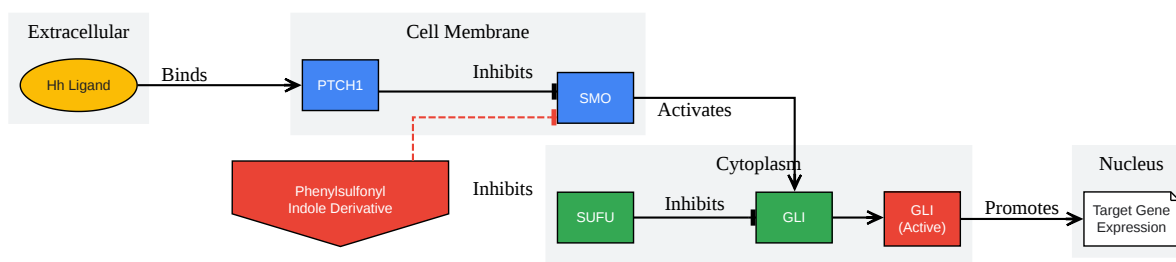 Extracellular
Cell Membrane
Hh Ligand
Binds
PTCH1
Inhibits
SMO
Activates
Phenylsulfonyl
Indole Derivative
Inhibits
Cytoplasm
Nucleus
SUFU
Inhibits
GLI
GLI
(Active)
Promotes
Target Gene
Expression